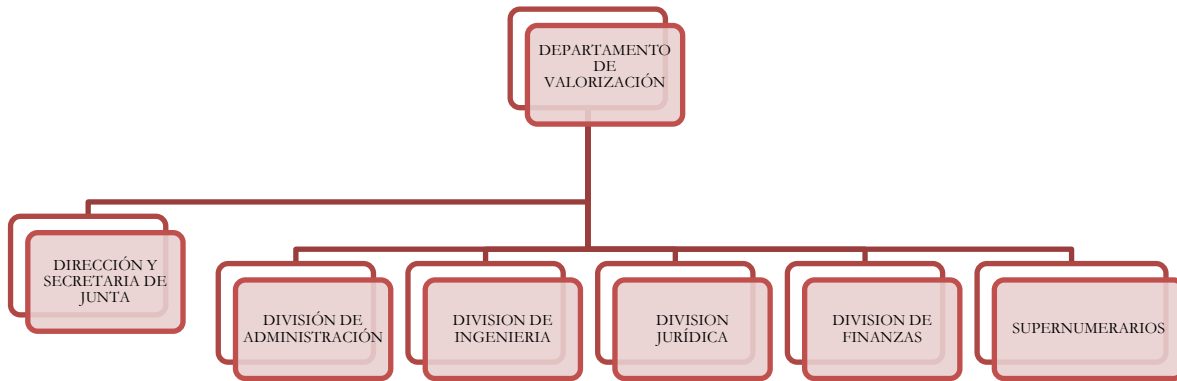 DEPARTAMENTO
DE
VALORIZACIÓN
DIRECCIÓN Y
SECRETARIA DE
JUNTA
DIVISIÓN DE
ADMINISTRACIÓN
DIVISION DE
INGENIERIA
DIVISION
JURÍDICA
DIVISION DE
FINANZAS
SUPERNUMERARIOS